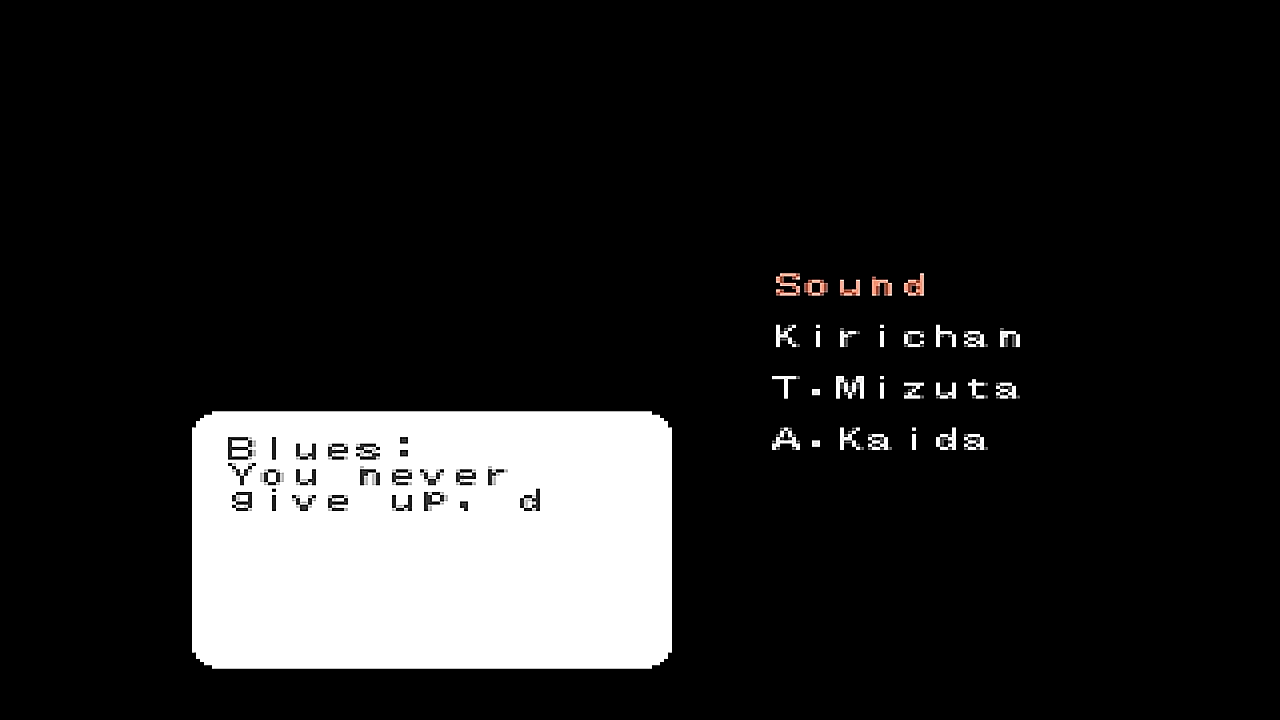 Sound
Kirichan
T.Mizuta
A.Kaida
Blues:
You never
give up, d